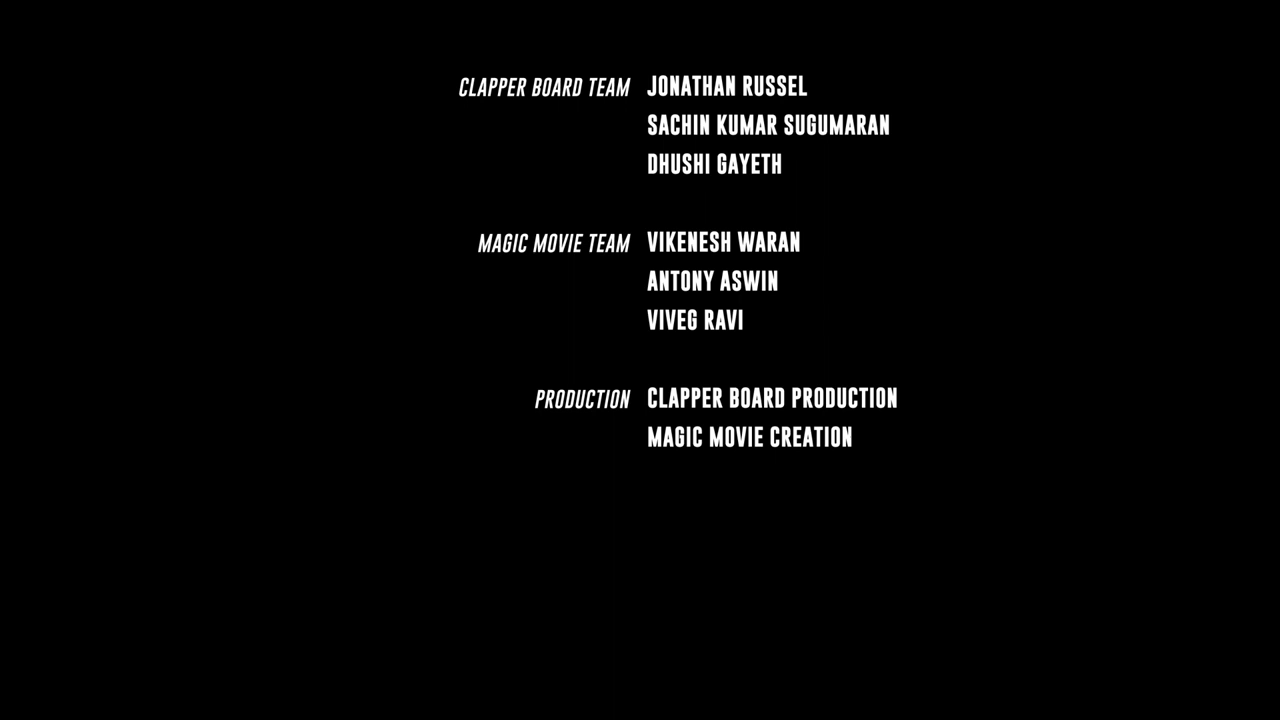 CLAPPER BOARD TEAM JONATHAN RUSSEL
SACHIN KUMAR SUGUMARAN
DHUSHI GAYETH
MAGIC MOVIE TEAM VIKENESH WARAN
ANTONY ASWIN
VIVEG RAVI
PRODUCTION CLAPPER BOARD PRODUCTION
MAGIC MOVIE CREATION